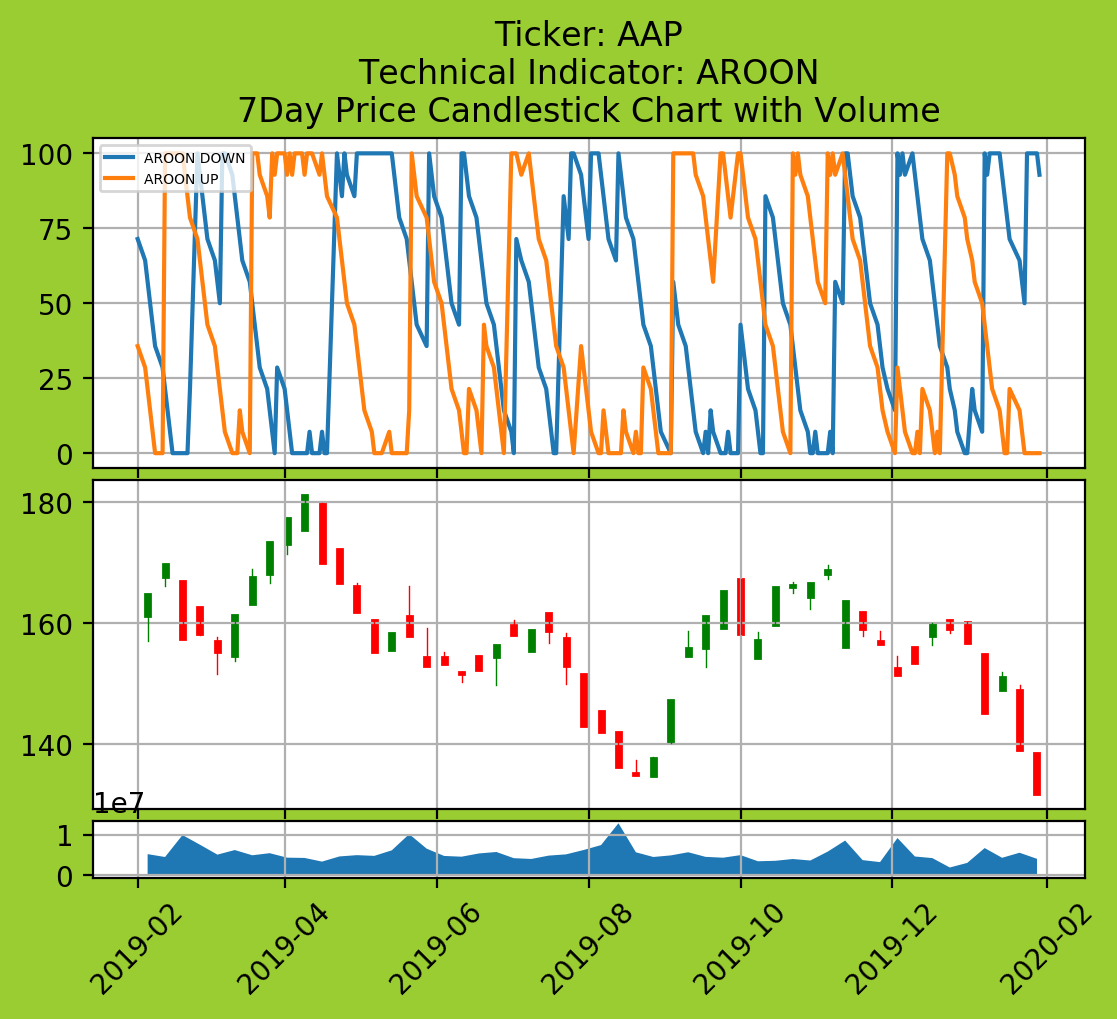 Ticker: AAP
Technical Indicator: AROON
7Day Price Candlestick Chart with Volume
100
75
50
25
0
AROON DOWN
AROON UP
180
160
140
1e7
1
0
2019-02
2019-04
2019-06
2019-08
2019-10
2019-12
2020-02